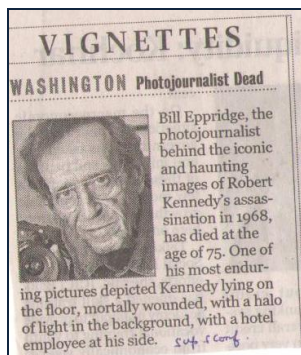 VIGNETTES
WASHINGTON Photojournalist Dead
Bill Eppridge, the
photojournalist
behind the iconic
and haunting
images of Robert
Kennedy's assas-
sination in 1968,
has died at the
age of 75. One of
his most endur-
ing pictures depicted Kennedy lying on
the floor, mortally wounded, with a halo
of light in the background, with a hotel
employee at his side.